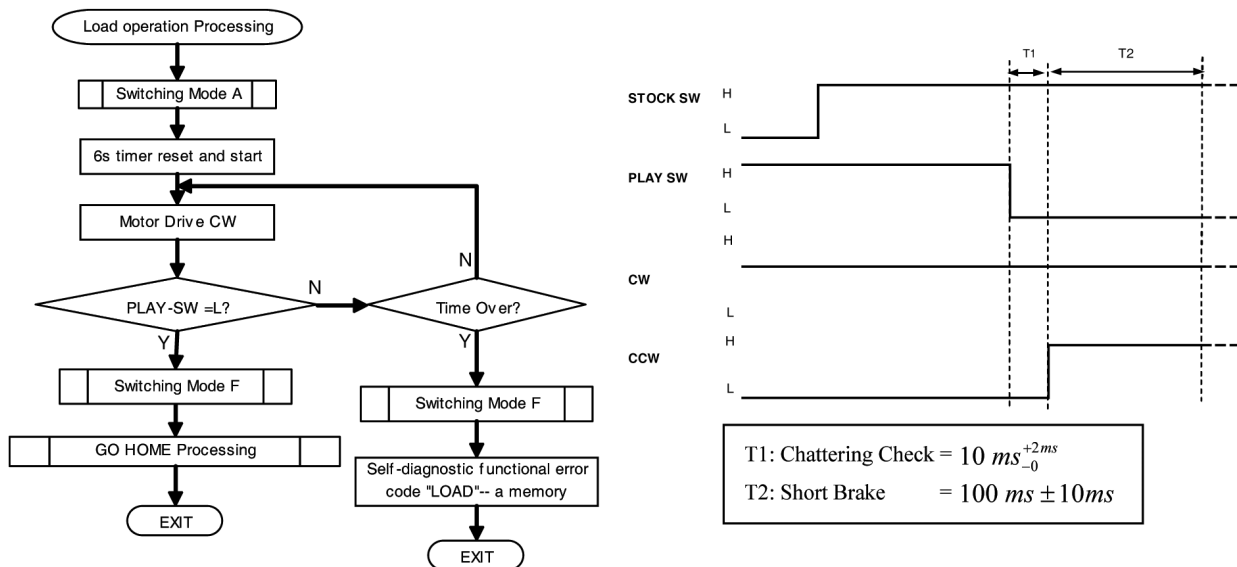 Load operation Processing
Switching Mode A
6s timer reset and start
Motor Drive CW
PLAY-SW =L?
N
Y
Time Over?
N
Y
Switching Mode F
GO HOME Processing
EXIT
Switching Mode F
Self-diagnostic functional error
code "LOAD"-- a memory
EXIT
T1
T2
STOCK SW
H
L
PLAY SW
H
L
CW
H
L
CCW
H
L
T1: Chattering Check = 10 ms +2ms -0
T2: Short Brake = 100 ms ± 10ms